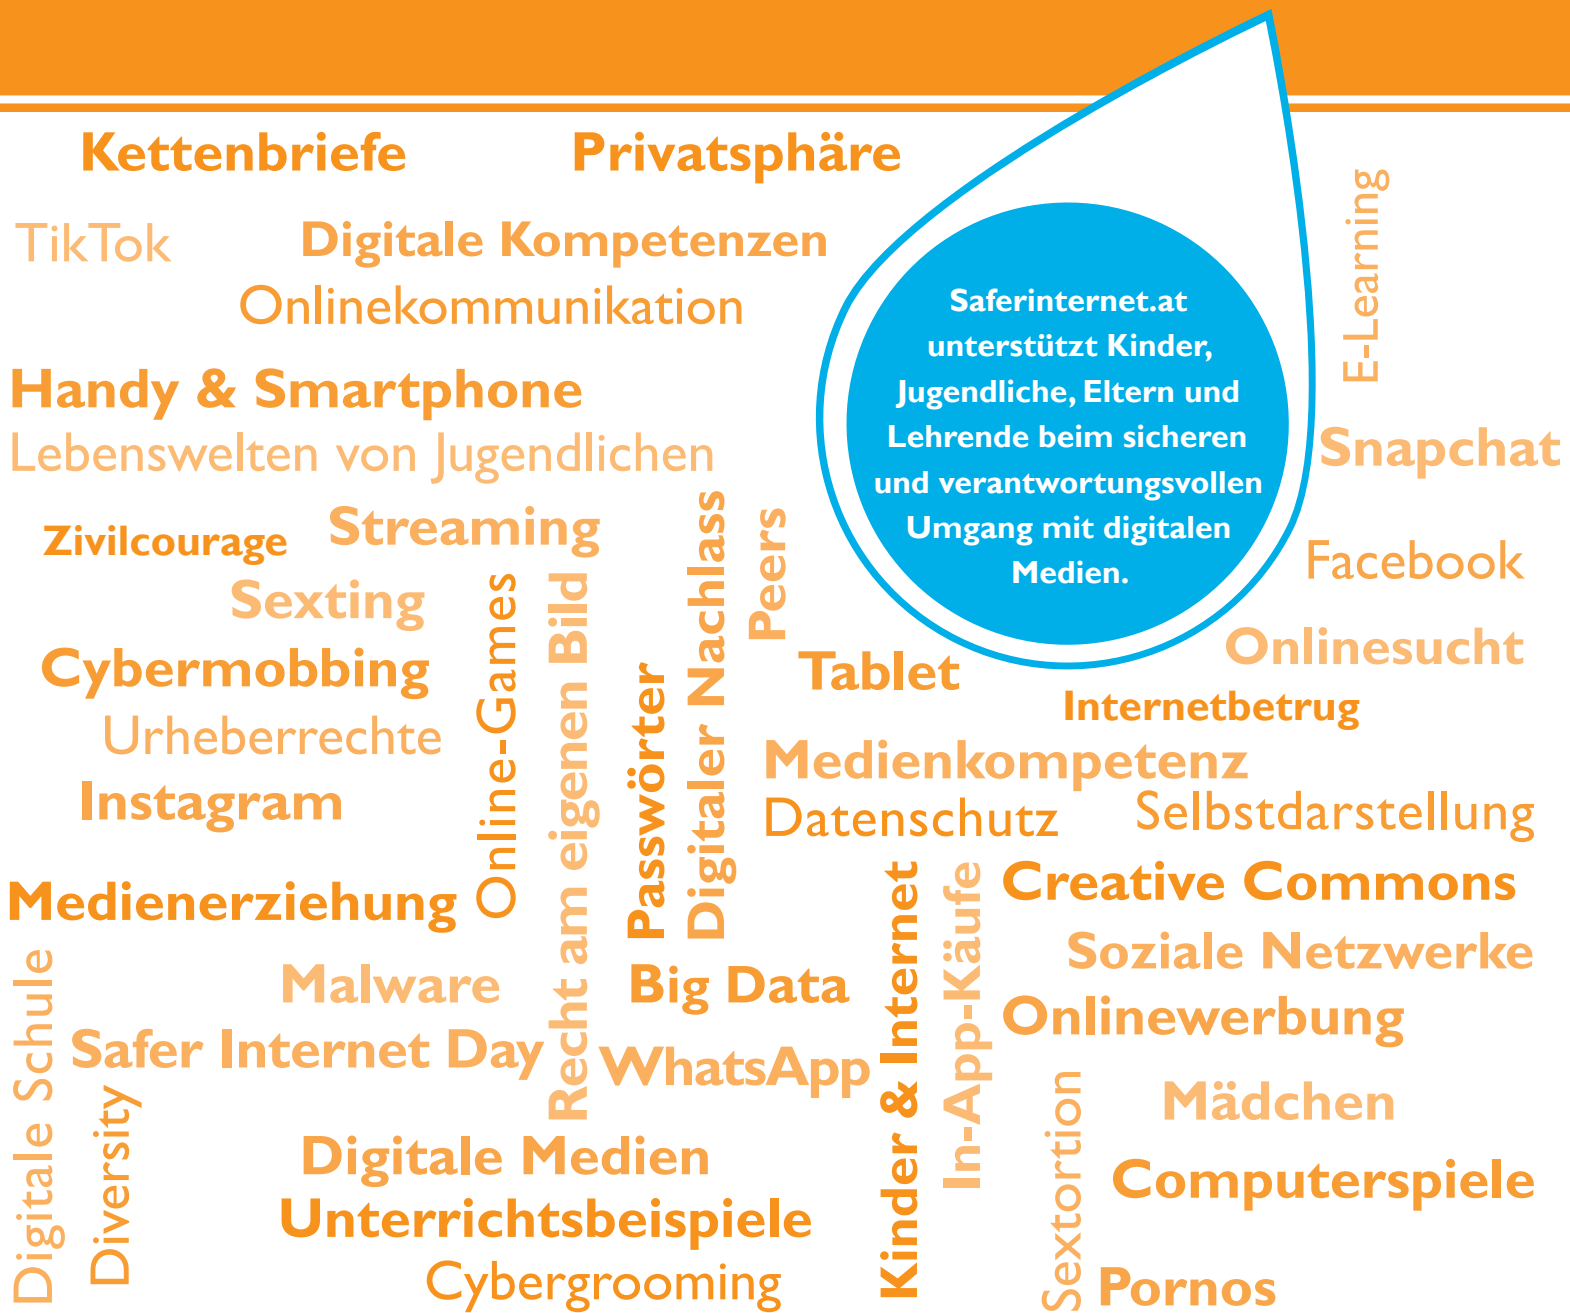 Kettenbriefe
Privatsphäre
TikTok
Digitale Kompetenzen
Onlinekommunikation
E-Learning
Saferinternet.at
unterstützt Kinder,
Jugendliche, Eltern und
Lehrende beim sicheren
und verantwortungsvollen
Umgang mit digitalen
Medien.
Handy & Smartphone
Lebenswelten von Jugendlichen
Snapchat
Zivilcourage
Streaming
Digitaler Nachlass
Peers
Facebook
Sexting
Online-Games
Recht am eigenen Bild
Onlinesucht
Cybermobbing
Passwörter
Tablet
Internetbetrug
Urheberrechte
Medienkompetenz
Instagram
Datenschutz
Selbstdarstellung
Medienerziehung
Kinder & Internet
In-App-Käufe
Creative Commons
Soziale Netzwerke
Digitale Schule
Malware
Big Data
Onlinewerbung
Safer Internet Day
WhatsApp
Diversity
Sextortion
Mädchen
Digitale Medien
Computerspiele
Unterrichtsbeispiele
Cybergrooming
Pornos